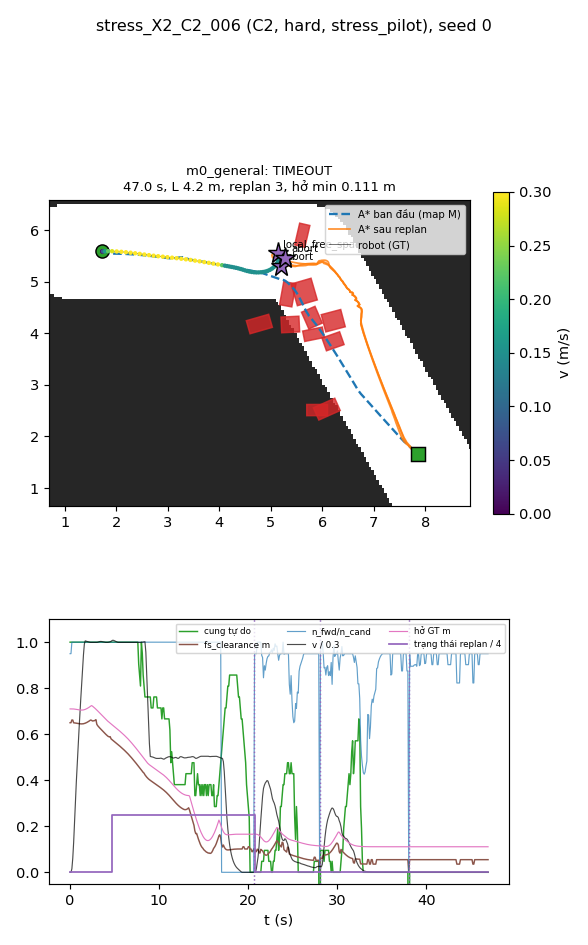 stress_X2_C2_006 (C2, hard, stress_pilot), seed 0
m0_general: TIMEOUT
47.0 s, L 4.2 m, replan 3, hở min 0.111 m
A* ban đầu (map M)
A* sau replan
robot (GT)
local_free_spa
abort
bort
6
5
4
3
2
1
1 2 3 4 5 6 7 8
0.30
0.25
0.20
0.15
0.10
0.05
0.00
v (m/s)
cung tự do
fs_clearance m
n_fwd/n_cand
v / 0.3
hở GT m
trạng thái replan / 4
1.0
0.8
0.6
0.4
0.2
0.0
0 10 20 30 40
t (s)